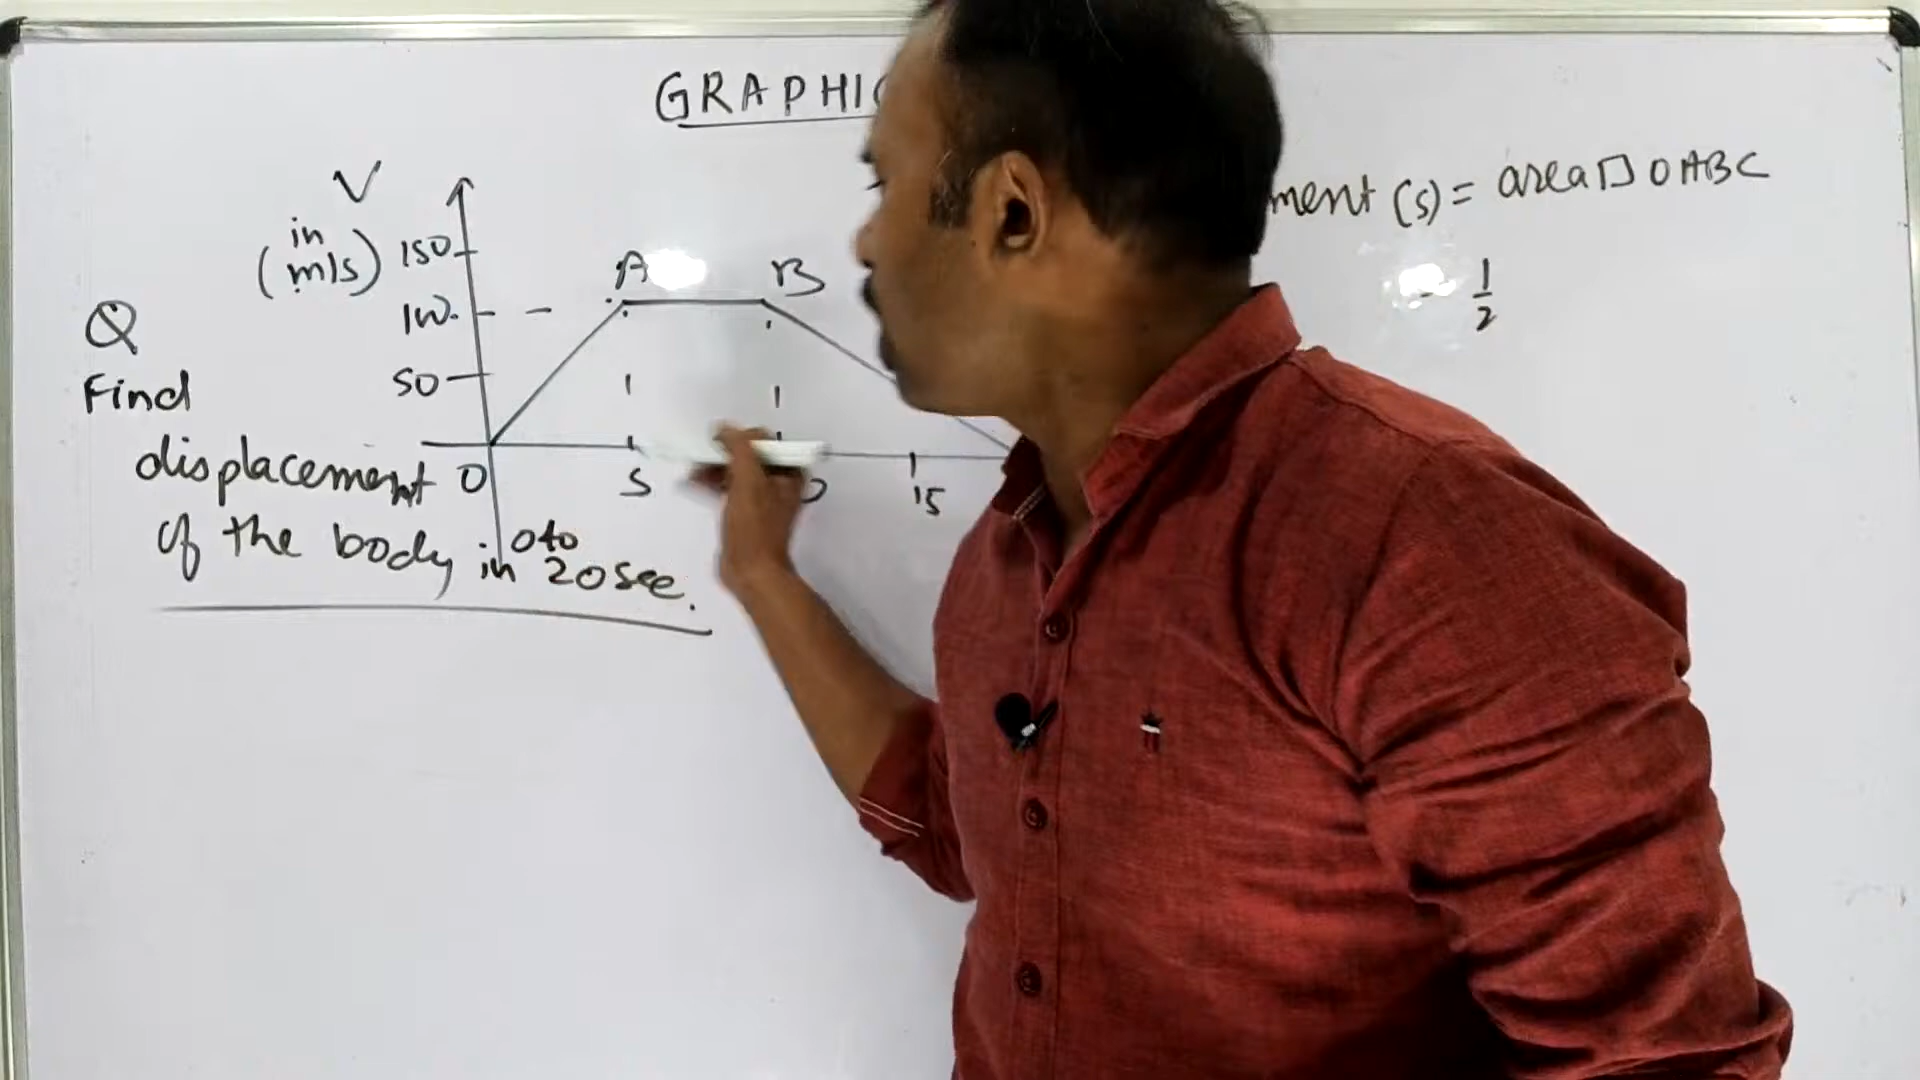 GRAPHIC
V
in
(m/s)
150
100
50
A
B
O
5
15
Q
Find
displacement
of the body in 0 to
20 sec.
ment (s) = area □ OABC
= 1/2